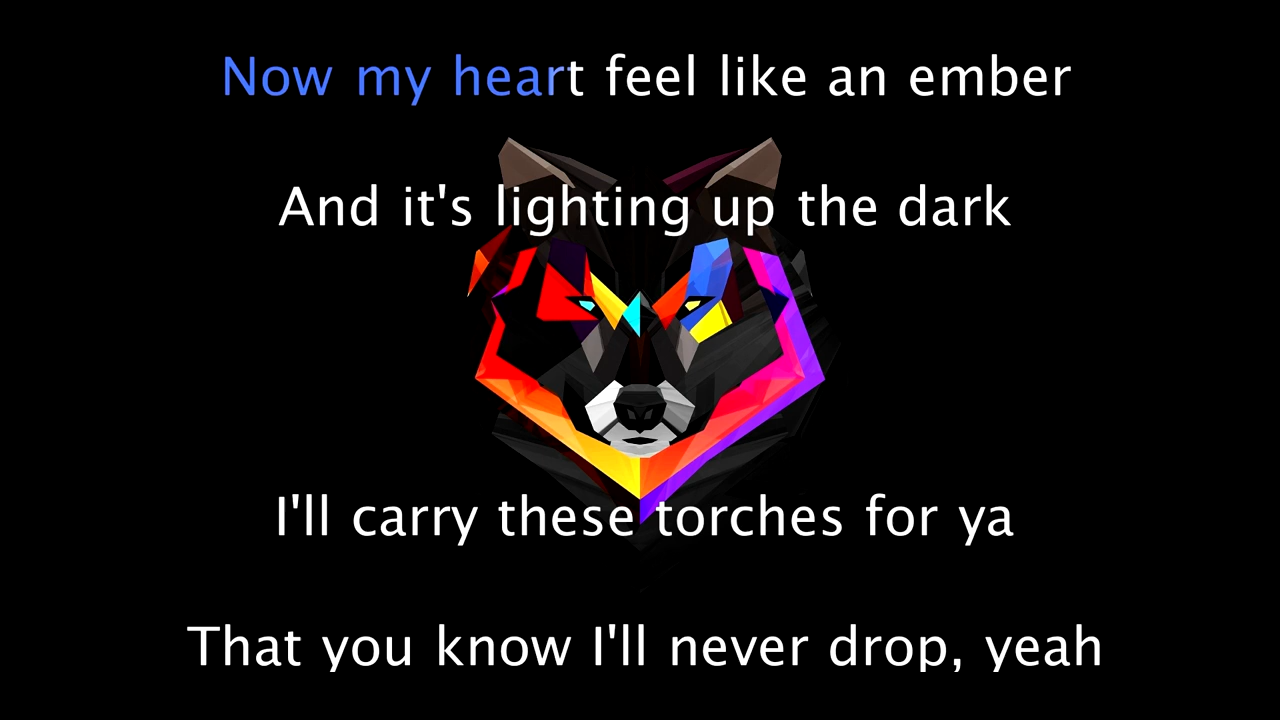 Now my heart feel like an ember
And it's lighting up the dark
I'll carry these torches for ya
That you know I'll never drop, yeah